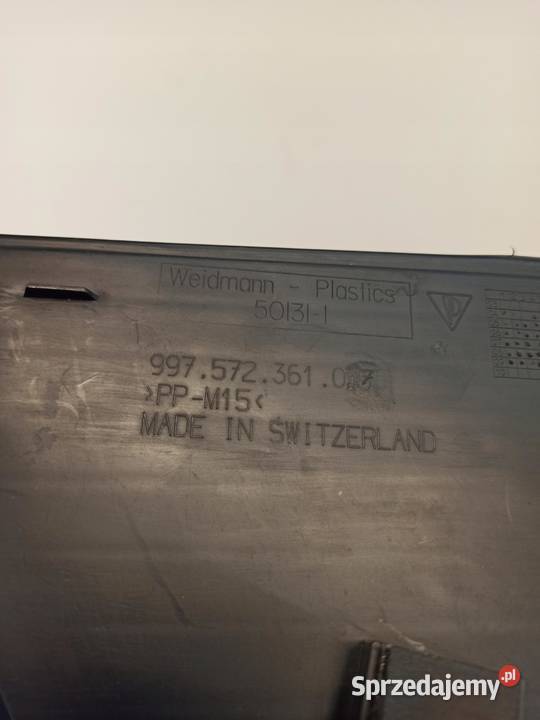 Weidmann - Plastics
50131-1
997.572.361.0
>PP-M15<
MADE IN SWITZERLAND
Sprzedajemy.pl